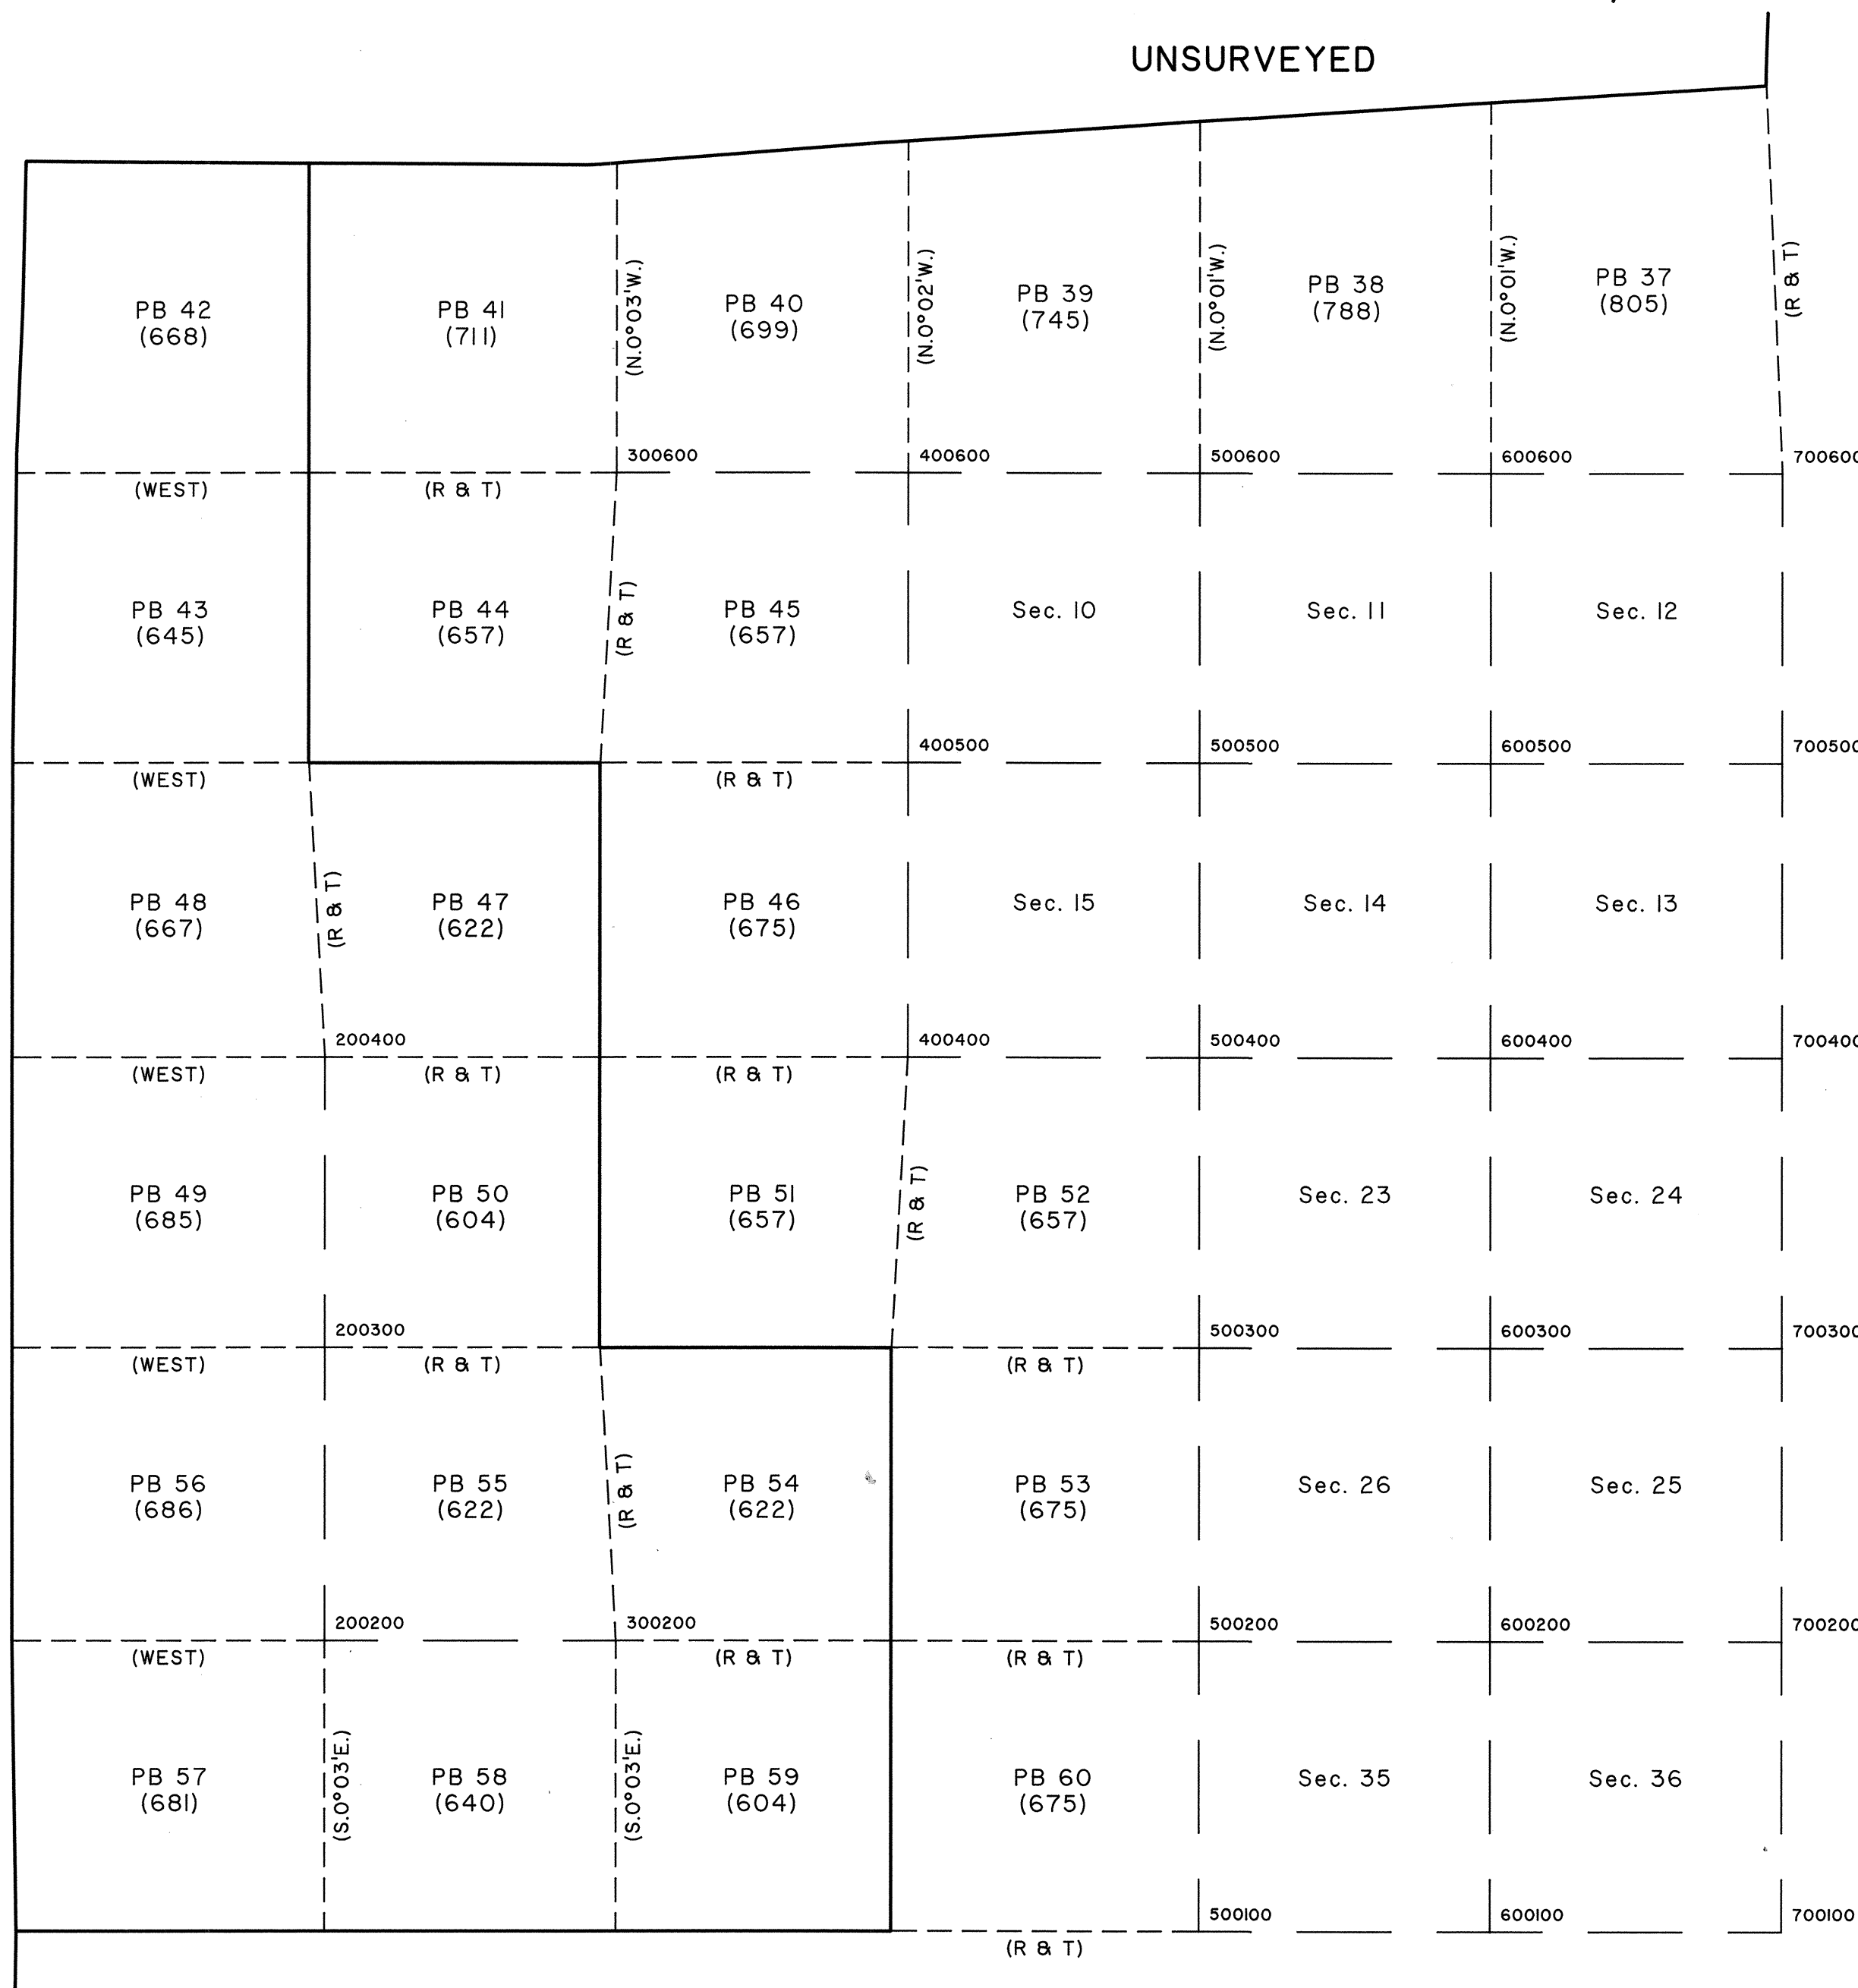 UNSURVEYED
PB 42
(668)
PB 41
(711)
(N.0°03'W.)
PB 40
(699)
(N.0°02'W.)
PB 39
(745)
(N.0°01'W.)
PB 38
(788)
(N.0°01'W.)
PB 37
(805)
(R & T)
300600
400600
500600
600600
700600
(WEST)
(R & T)
PB 43
(645)
PB 44
(657)
(R & T)
PB 45
(657)
Sec. 10
Sec. 11
Sec. 12
400500
500500
600500
700500
(WEST)
(R & T)
PB 48
(667)
(R & T)
PB 47
(622)
PB 46
(675)
Sec. 15
Sec. 14
Sec. 13
200400
400400
500400
600400
700400
(WEST)
(R & T)
(R & T)
PB 49
(685)
PB 50
(604)
PB 51
(657)
(R & T)
PB 52
(657)
Sec. 23
Sec. 24
200300
500300
600300
700300
(WEST)
(R & T)
(R & T)
PB 56
(686)
PB 55
(622)
(R & T)
PB 54
(622)
PB 53
(675)
Sec. 26
Sec. 25
200200
300200
500200
600200
700200
(WEST)
(R & T)
(R & T)
PB 57
(681)
(S.0°03'E.)
PB 58
(640)
(S.0°03'E.)
PB 59
(604)
PB 60
(675)
Sec. 35
Sec. 36
500100
600100
700100
(R & T)